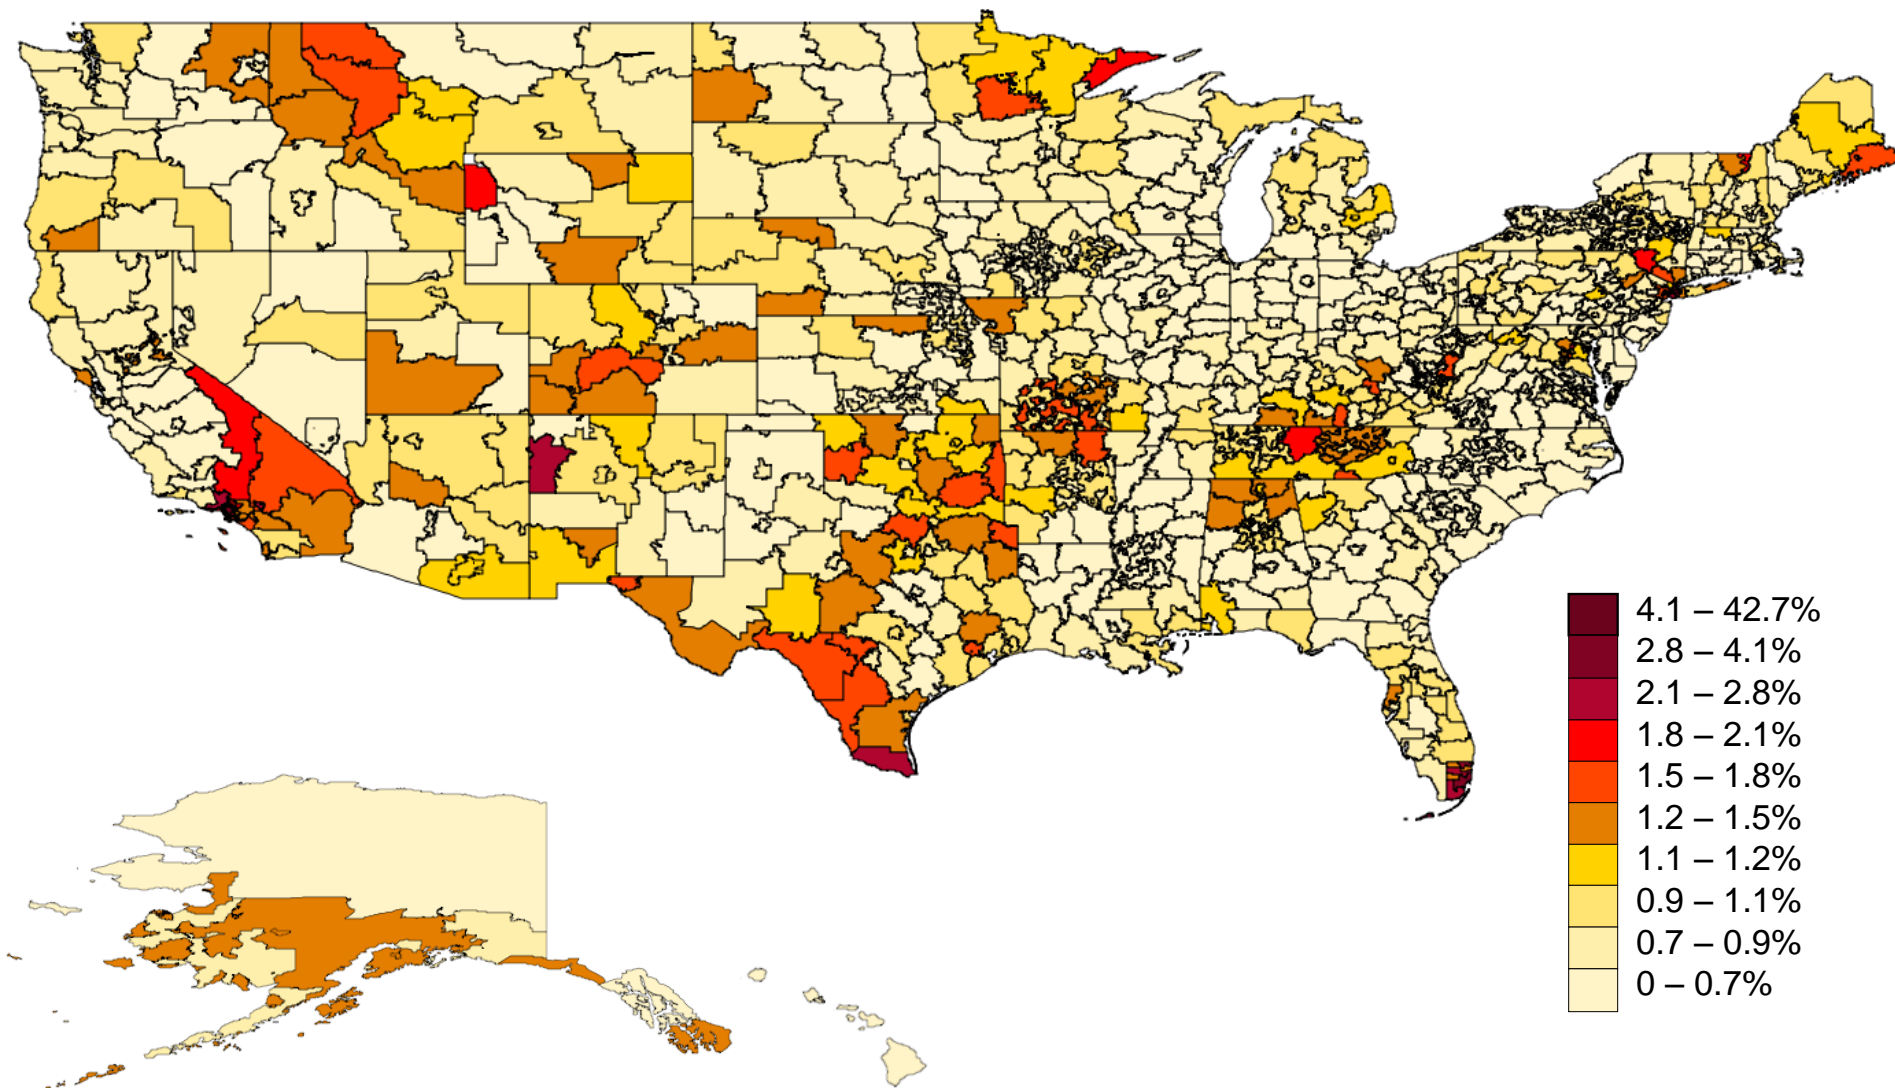 4.1 – 42.7%
2.8 – 4.1%
2.1 – 2.8%
1.8 – 2.1%
1.5 – 1.8%
1.2 – 1.5%
1.1 – 1.2%
0.9 – 1.1%
0.7 – 0.9%
0 – 0.7%